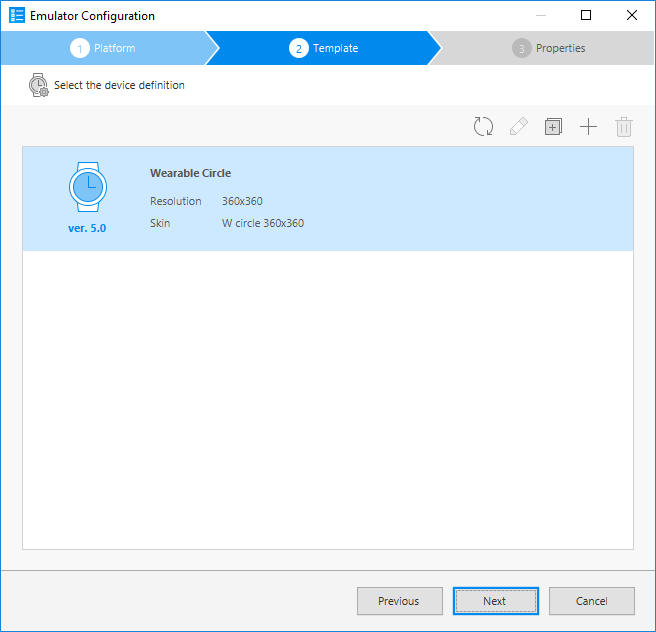 Emulator Configuration
1 Platform
2 Template
3 Properties
Select the device definition
Wearable Circle
Resolution 360x360
Skin W circle 360x360
ver. 5.0
Previous
Next
Cancel